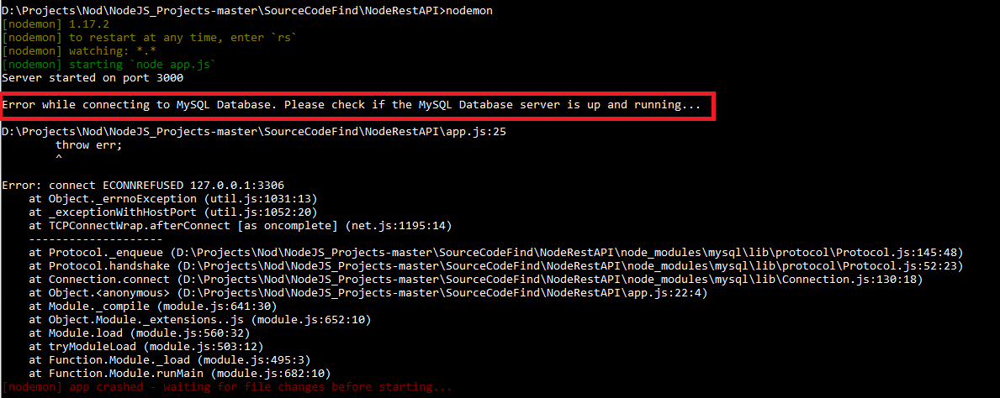 D:\Projects\Nod\NodeJS_Projects-master\SourceCodeFind\NodeRestAPI>nodemon
[nodemon] 1.17.2
[nodemon] to restart at any time, enter `rs`
[nodemon] watching: *.*
[nodemon] starting `node app.js`
Server started on port 3000
Error while connecting to MySQL Database. Please check if the MySQL Database server is up and running...
D:\Projects\Nod\NodeJS_Projects-master\SourceCodeFind\NodeRestAPI\app.js:25
        throw err;
        ^
Error: connect ECONNREFUSED 127.0.0.1:3306
    at Object._errnoException (util.js:1031:13)
    at _exceptionWithHostPort (util.js:1052:20)
    at TCPConnectWrap.afterConnect [as oncomplete] (net.js:1195:14)
    --------------------
    at Protocol._enqueue (D:\Projects\Nod\NodeJS_Projects-master\SourceCodeFind\NodeRestAPI\node_modules\mysql\lib\protocol\Protocol.js:145:48)
    at Protocol.handshake (D:\Projects\Nod\NodeJS_Projects-master\SourceCodeFind\NodeRestAPI\node_modules\mysql\lib\protocol\Protocol.js:52:23)
    at Connection.connect (D:\Projects\Nod\NodeJS_Projects-master\SourceCodeFind\NodeRestAPI\node_modules\mysql\lib\Connection.js:130:18)
    at Object.<anonymous> (D:\Projects\Nod\NodeJS_Projects-master\SourceCodeFind\NodeRestAPI\app.js:22:4)
    at Module._compile (module.js:641:30)
    at Object.Module._extensions..js (module.js:652:10)
    at Module.load (module.js:560:32)
    at tryModuleLoad (module.js:503:12)
    at Function.Module._load (module.js:495:3)
    at Function.Module.runMain (module.js:682:10)
[nodemon] app crashed - waiting for file changes before starting...